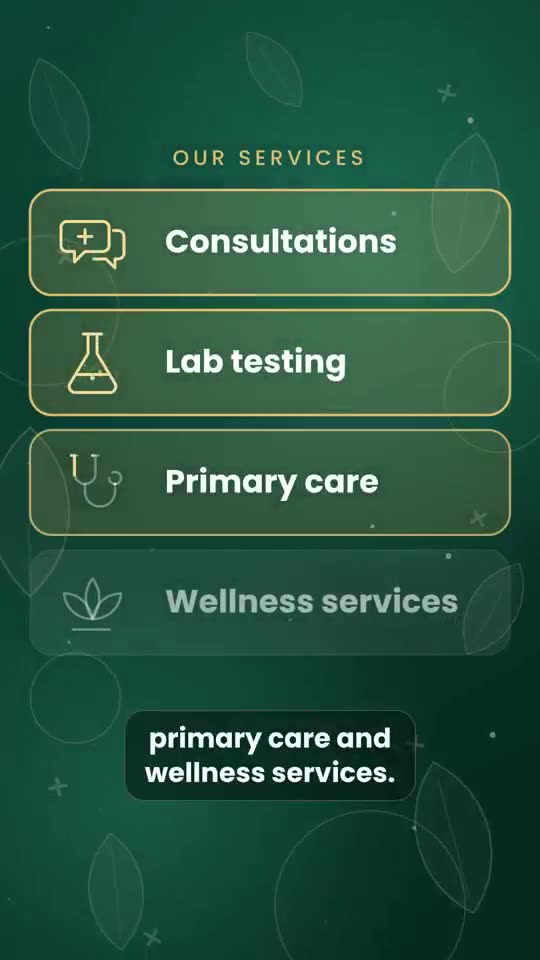 OUR SERVICES
Consultations
Lab testing
Primary care
Wellness services
primary care and
wellness services.